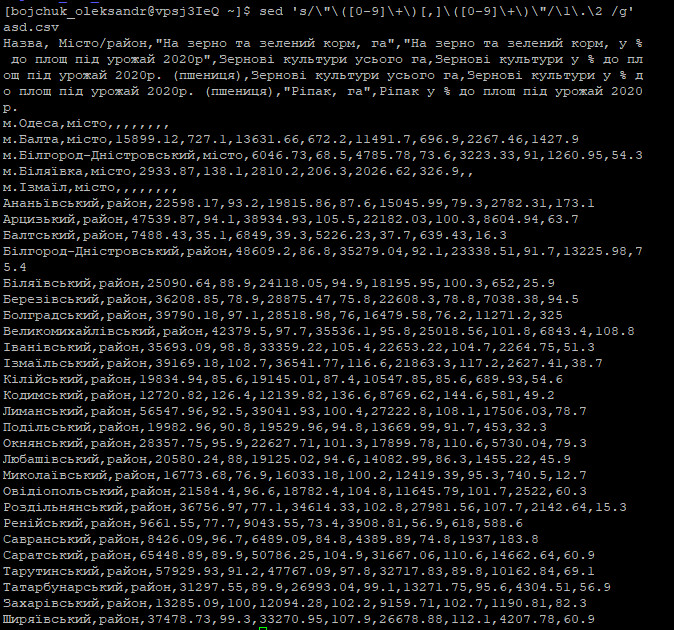 [bojchuk_oleksandr@vpsj3IeQ ~]$ sed 's/\"\([0-9]\+\)[,]\([0-9]\+\)\"/\1\.\2 /g'
asd.csv
Назва, Місто/район,"На зерно та зелений корм, га","На зерно та зелений корм, у %
 до площ під урожай 2020р",Зернові культури усього га,Зернові культури у % до пл
ощ під урожай 2020р. (пшениця),Зернові культури усього га,Зернові культури у % д
о площ під урожай 2020р. (пшениця),"Ріпак, га",Ріпак у % до площ під урожай 2020
р.
м.Одеса,місто,,,,,,,,
м.Балта,місто,15899.12,727.1,13631.66,672.2,11491.7,696.9,2267.46,1427.9
м.Білгород-Дністровський,місто,6046.73,68.5,4785.78,73.6,3223.33,91,1260.95,54.3
м.Біляївка,місто,2933.87,138.1,2810.2,206.3,2026.62,326.9,,
м.Ізмаїл,місто,,,,,,,,
Ананьївський,район,22598.17,93.2,19815.86,87.6,15045.99,79.3,2782.31,173.1
Арцизький,район,47539.87,94.1,38934.93,105.5,22182.03,100.3,8604.94,63.7
Балтський,район,7488.43,35.1,6849,39.3,5226.23,37.7,639.43,16.3
Білгород-Дністровський,район,48609.2,86.8,35279.04,92.1,23338.51,91.7,13225.98,7
5.4
Біляївський,район,25090.64,88.9,24118.05,94.9,18195.95,100.3,652,25.9
Березівський,район,36208.85,78.9,28875.47,75.8,22608.3,78.8,7038.38,94.5
Болградський,район,39790.18,97.1,28518.98,76,16479.58,76.2,11271.2,325
Великомихайлівський,район,42379.5,97.7,35536.1,95.8,25018.56,101.8,6843.4,108.8
Іванівський,район,35693.09,98.8,33359.22,105.4,22653.22,104.7,2264.75,51.3
Ізмаїльський,район,39169.18,102.7,36541.77,116.6,21863.3,117.2,2627.41,38.7
Кілійський,район,19834.94,85.6,19145.01,87.4,10547.85,85.6,689.93,54.6
Кодимський,район,12720.82,126.4,12139.82,136.6,8769.62,144.6,581,49.2
Лиманський,район,56547.96,92.5,39041.93,100.4,27222.8,108.1,17506.03,78.7
Подільський,район,19982.96,90.8,19529.96,94.8,13669.99,91.7,453,32.3
Окнянський,район,28357.75,95.9,22627.71,101.3,17899.78,110.6,5730.04,79.3
Любашівський,район,20580.24,88,19125.02,94.6,14082.99,86.3,1455.22,45.9
Миколаївський,район,16773.68,76.9,16033.18,100.2,12419.39,95.3,740.5,12.7
Овідіопольський,район,21584.4,96.6,18782.4,104.8,11645.79,101.7,2522,60.3
Роздільнянський,район,36756.97,77.1,34614.33,102.8,27981.56,107.7,2142.64,15.3
Ренійський,район,9661.55,77.7,9043.55,73.4,3908.81,56.9,618,588.6
Савранський,район,8426.09,96.7,6489.09,84.8,4389.89,74.8,1937,183.8
Саратський,район,65448.89,89.9,50786.25,104.9,31667.06,110.6,14662.64,60.9
Тарутинський,район,57929.93,91.2,47767.09,97.8,32717.83,89.8,10162.84,69.1
Татарбунарський,район,31297.55,89.9,26993.04,99.1,13271.75,95.6,4304.51,56.9
Захарівський,район,13285.09,100,12094.28,102.2,9159.71,102.7,1190.81,82.3
Ширяївський,район,37478.73,99.3,33270.95,107.9,26678.88,112.1,4207.78,60.9